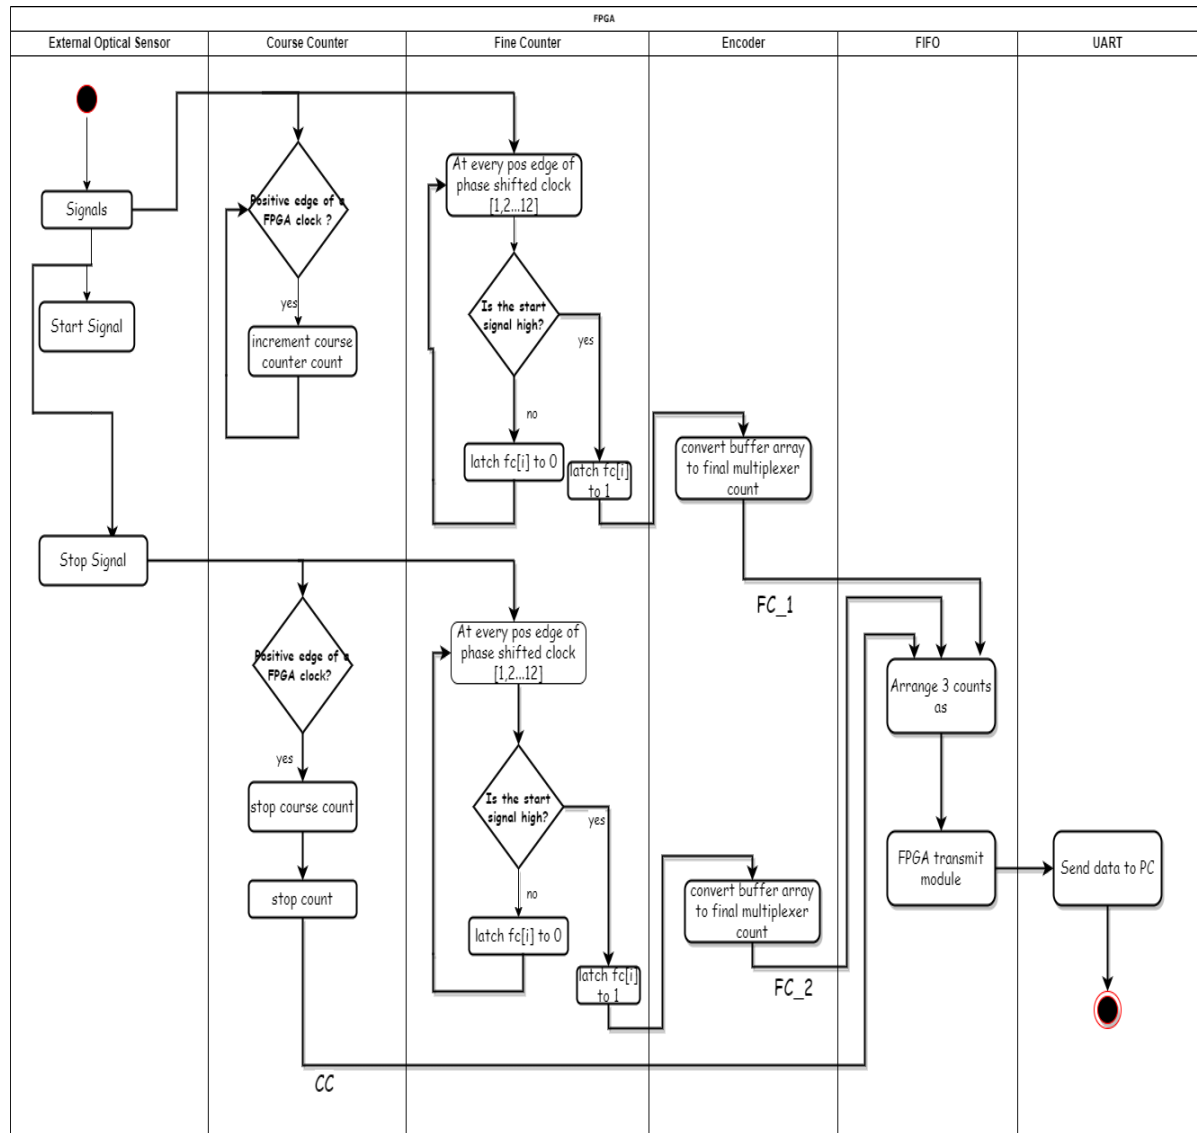 FPGA
External Optical Sensor
Course Counter
Fine Counter
Encoder
FIFO
UART
Signals
Start Signal
Stop Signal
Positive edge of a
FPGA clock ?
yes
increment course
counter count
At every pos edge of
phase shifted clock
[1,2...12]
Is the start
signal high?
yes
no
latch fc[i] to 0
latch fc[i]
to 1
convert buffer array
to final multiplexer
count
FC_1
Positive edge of a
FPGA clock?
yes
stop course count
stop count
CC
At every pos edge of
phase shifted clock
[1,2...12]
Is the start
signal high?
yes
no
latch fc[i] to 0
latch fc[i]
to 1
convert buffer array
to final multiplexer
count
FC_2
Arrange 3 counts
as
FPGA transmit
module
Send data to PC